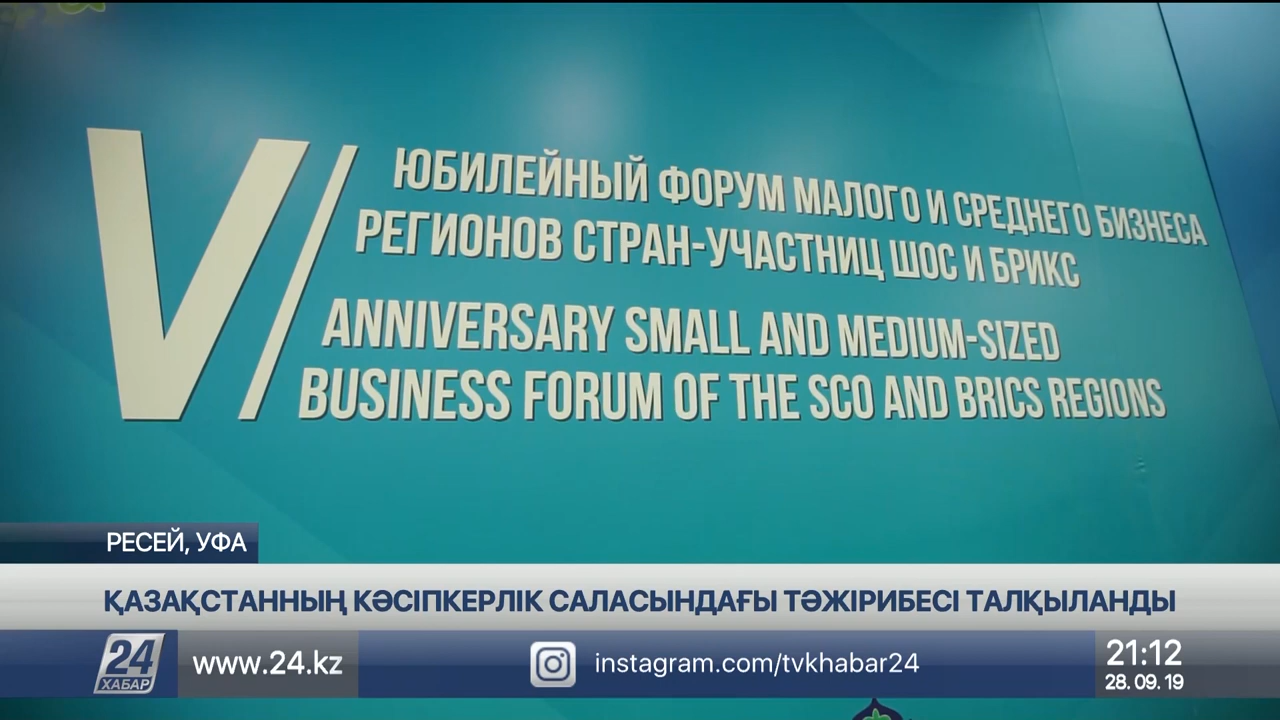 V/
ЮБИЛЕЙНЫЙ ФОРУМ МАЛОГО И СРЕДНЕГО БИЗНЕСА
РЕГИОНОВ СТРАН-УЧАСТНИЦ ШОС И БРИКС
ANNIVERSARY SMALL AND MEDIUM-SIZED
BUSINESS FORUM OF THE SCO AND BRICS REGIONS
РЕСЕЙ, УФА
ҚАЗАҚСТАННЫҢ КӘСІПКЕРЛІК САЛАСЫНДАҒЫ ТӘЖІРИБЕСІ ТАЛҚЫЛАНДЫ
24
ХАБАР
www.24.kz
instagram.com/tvkhabar24
21:12
28.09.19